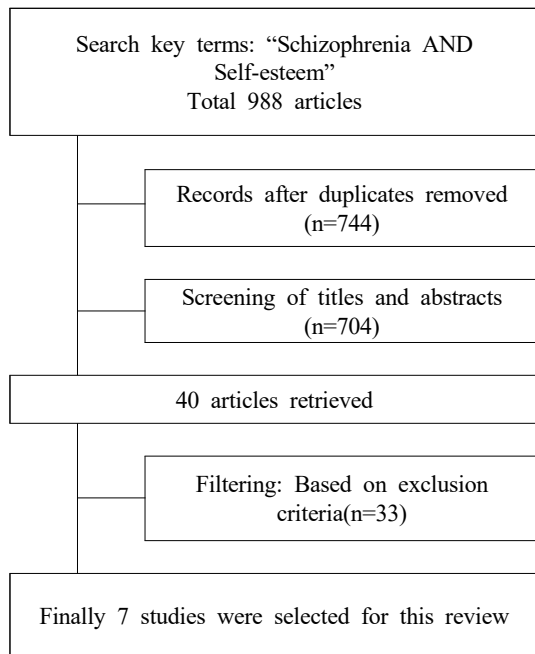 Search key terms: “Schizophrenia AND
Self-esteem”
Total 988 articles
Records after duplicates removed
(n=744)
Screening of titles and abstracts
(n=704)
40 articles retrieved
Filtering: Based on exclusion
criteria(n=33)
Finally 7 studies were selected for this review